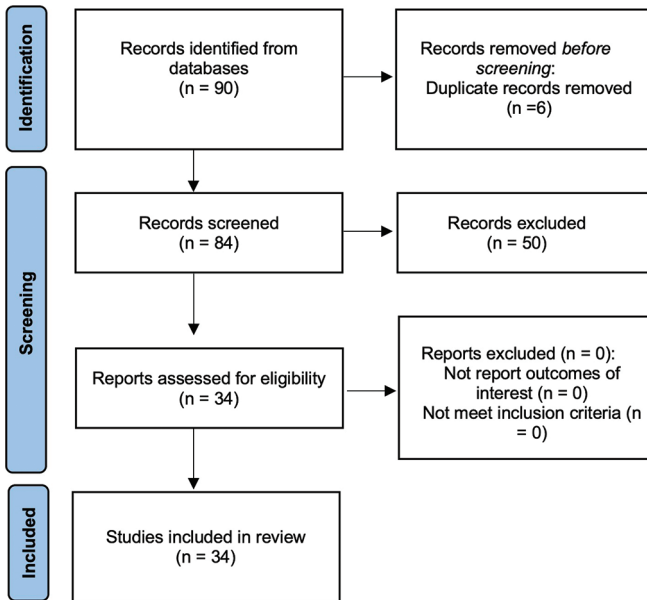 Identification
Records identified from
databases
(n = 90)
Records removed before
screening:
Duplicate records removed
(n =6)
Screening
Records screened
(n = 84)
Records excluded
(n = 50)
Reports assessed for eligibility
(n = 34)
Reports excluded (n = 0):
Not report outcomes of
interest (n = 0)
Not meet inclusion criteria (n
= 0)
Included
Studies included in review
(n = 34)